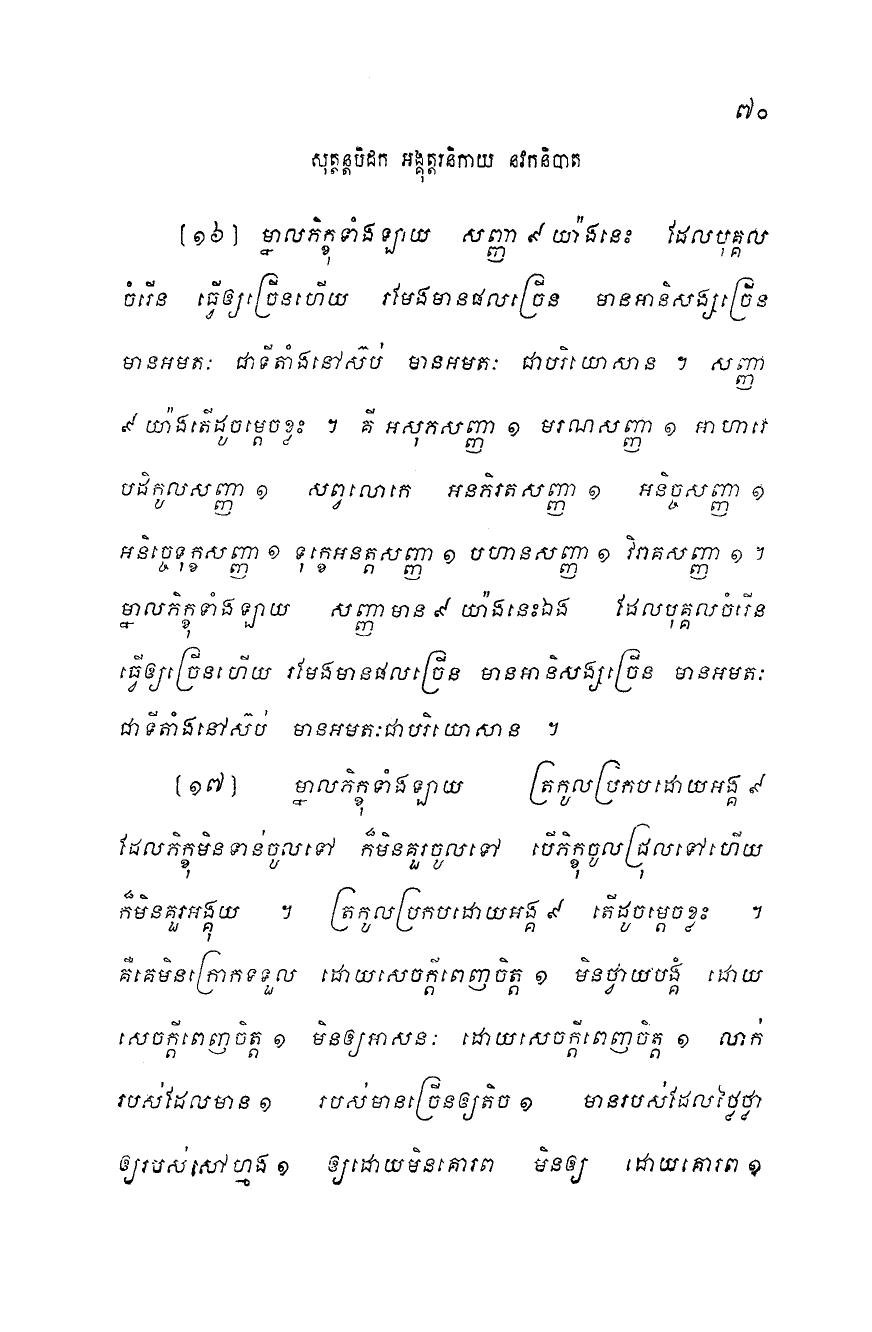 ៧០
សុត្តន្តបិដក អង្គុត្តរនិកាយ នវកនិបាត
[១៦] ម្នាលភិក្ខុទាំងឡាយ សញ្ញា ៩ យ៉ាងនេះ ដែលបុគ្គល
ចំរើន ធ្វើឲ្យច្រើនហើយ រមែងមានផលច្រើន មានអានិសង្សច្រើន
មានអមតៈ ជាទីតាំងនៅស៊ប់ មានអមតៈ ជាបរិយោសាន ។ សញ្ញា
៩ យ៉ាងតើដូចម្តេចខ្លះ ។ គឺ អសុភសញ្ញា ១ មរណសញ្ញា ១ អាហារេ
បដិកូលសញ្ញា ១ សព្វលោកេ អនភិរតសញ្ញា ១ អនិច្ចសញ្ញា ១
អនិច្ចេទុក្ខសញ្ញា ១ ទុក្ខេអនត្តសញ្ញា ១ បហានសញ្ញា ១ វិរាគសញ្ញា ១ ។
ម្នាលភិក្ខុទាំងឡាយ សញ្ញាមាន ៩ យ៉ាងនេះឯង ដែលបុគ្គលចំរើន
ធ្វើឲ្យច្រើនហើយ រមែងមានផលច្រើន មានអានិសង្សច្រើន មានអមតៈ
ជាទីតាំងនៅស៊ប់ មានអមតៈជាបរិយោសាន ។
[១៧] ម្នាលភិក្ខុទាំងឡាយ ត្រកូលប្រកបដោយអង្គ ៩
ដែលភិក្ខុមិនទាន់ចូលទៅ ក៏មិនគួរចូលទៅ បើភិក្ខុចូលជ្រុលទៅហើយ
ក៏មិនគួរអង្គុយ ។ ត្រកូលប្រកបដោយអង្គ ៩ តើដូចម្តេចខ្លះ ។
គឺគេមិនក្រោកទទួល ដោយសេចក្តីពេញចិត្ត ១ មិនថ្វាយបង្គំ ដោយ
សេចក្តីពេញចិត្ត ១ មិនឲ្យអាសនៈ ដោយសេចក្តីពេញចិត្ត ១ លាក់
របស់ដែលមាន ១ របស់មានច្រើនឲ្យតិច ១ មានរបស់ដែលថ្លៃថ្លា
ឲ្យរបស់សៅហ្មង ១ ឲ្យដោយមិនគោរព មិនឲ្យ ដោយគោរព ១